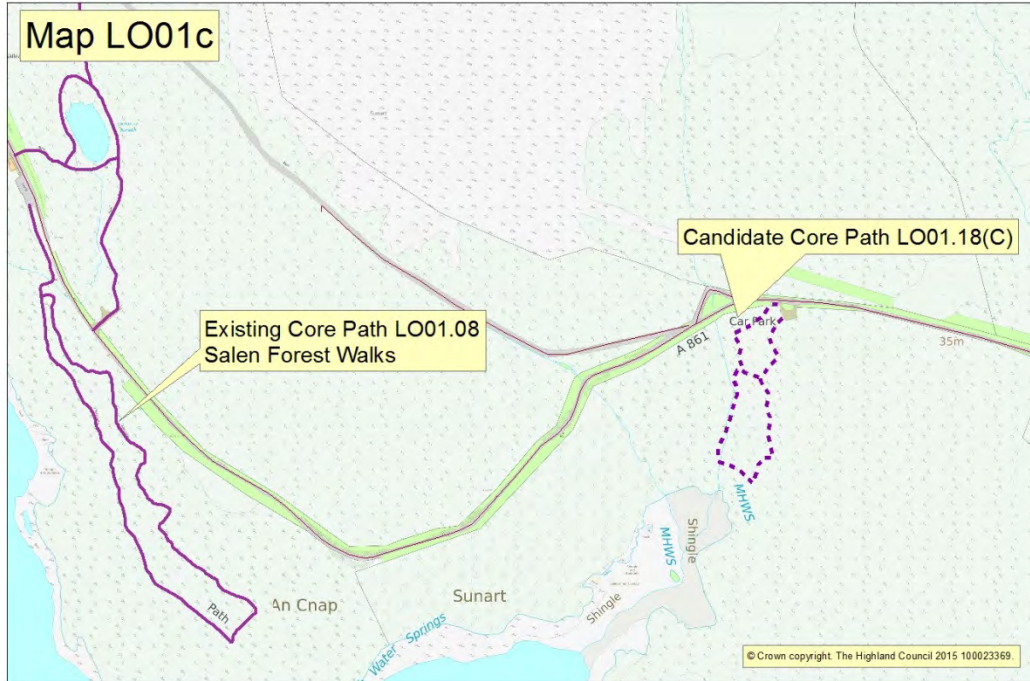 Map LO01c
Sunart
Candidate Core Path LO01.18(C)
Car Park
A 861
35m
Existing Core Path LO01.08
Salen Forest Walks
MHWS
MHWS
Shingle
Shingle
Path
An Cnap
Sunart
Water Springs
© Crown copyright. The Highland Council 2015 100023369.